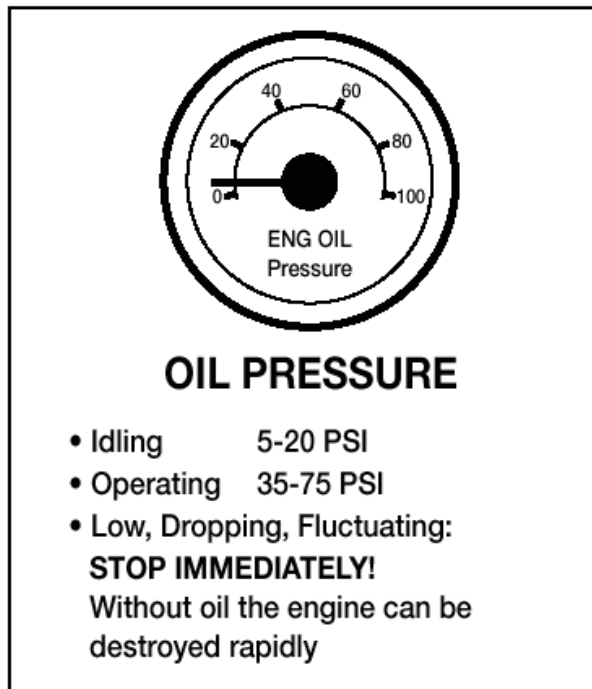 40 60
20 80
0 100
ENG OIL
Pressure
OIL PRESSURE
• Idling 5-20 PSI
• Operating 35-75 PSI
• Low, Dropping, Fluctuating:
STOP IMMEDIATELY!
Without oil the engine can be
destroyed rapidly